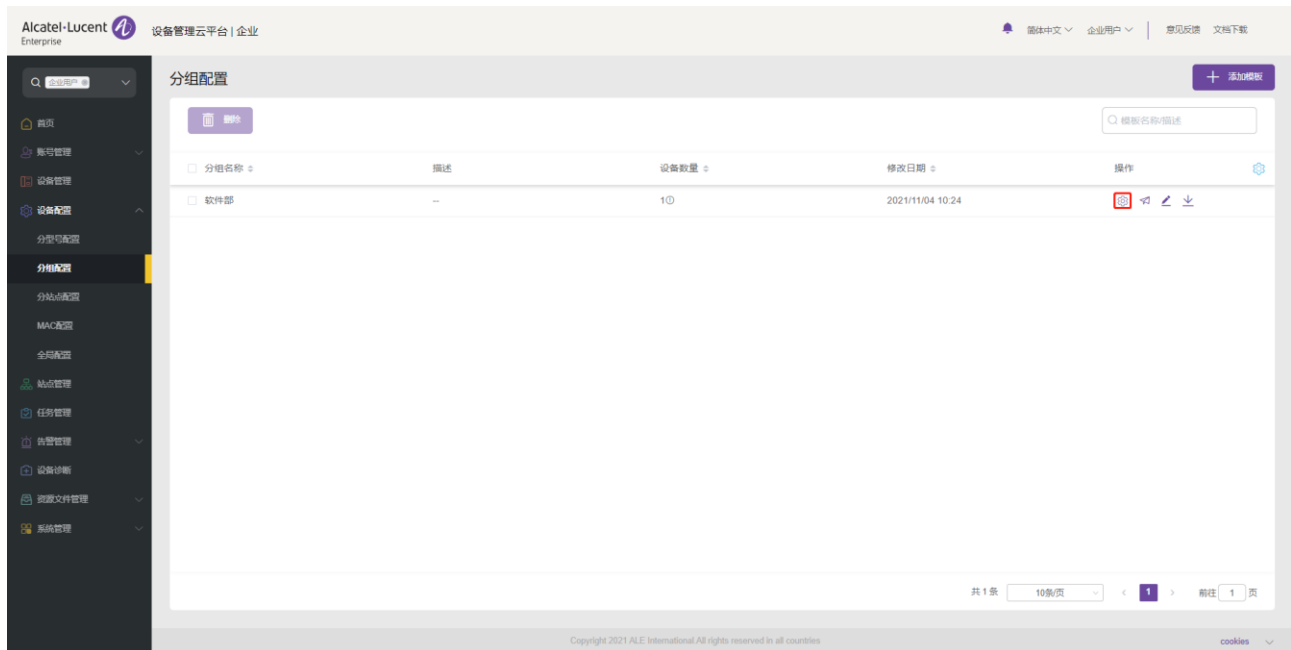 Alcatel·Lucent
Enterprise
设备管理云平台 | 企业
简体中文
企业用户
意见反馈
文档下载
企业用户
首页
账号管理
设备管理
设备配置
分型号配置
分组配置
分站点配置
MAC配置
全局配置
站点管理
任务管理
告警管理
设备诊断
资源文件管理
系统管理
分组配置
添加模板
删除
模板名称/描述
分组名称 描述 设备数量 修改日期 操作
软件部 -- 1 2021/11/04 10:24
共 1 条 10条/页 < 1 > 前往 1 页
Copyright 2021 ALE International.All rights reserved in all countries
cookies